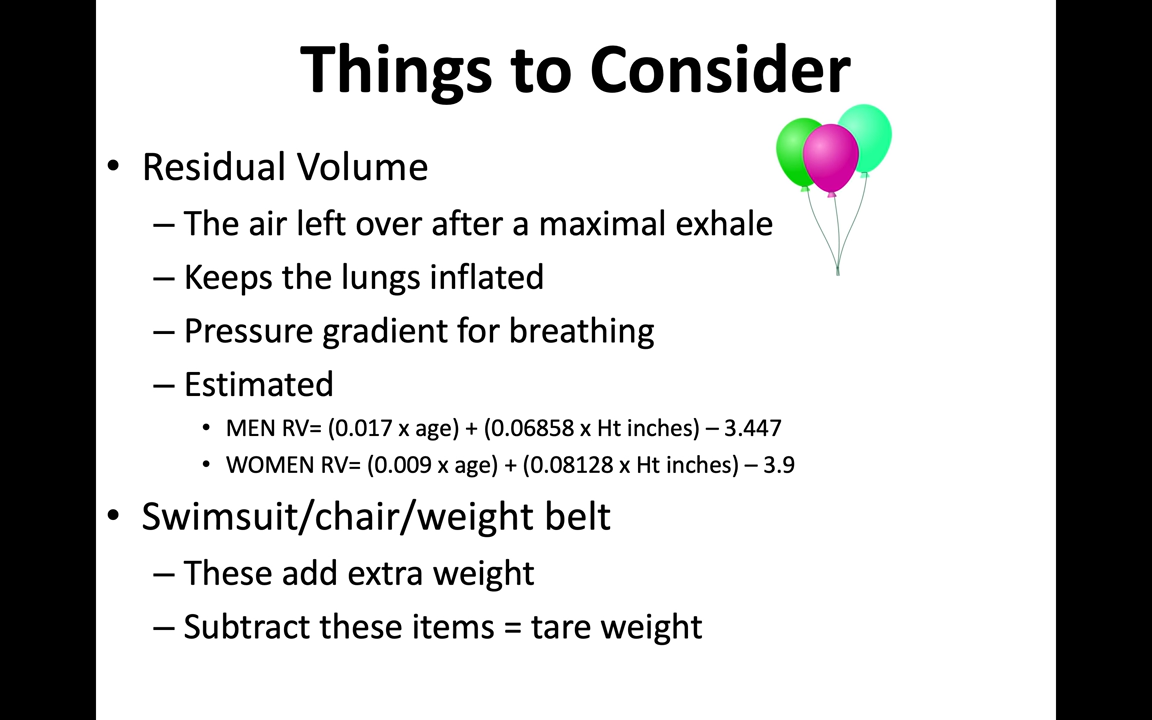 Things to Consider
• Residual Volume
– The air left over after a maximal exhale
– Keeps the lungs inflated
– Pressure gradient for breathing
– Estimated
• MEN RV= (0.017 x age) + (0.06858 x Ht inches) – 3.447
• WOMEN RV= (0.009 x age) + (0.08128 x Ht inches) – 3.9
• Swimsuit/chair/weight belt
– These add extra weight
– Subtract these items = tare weight